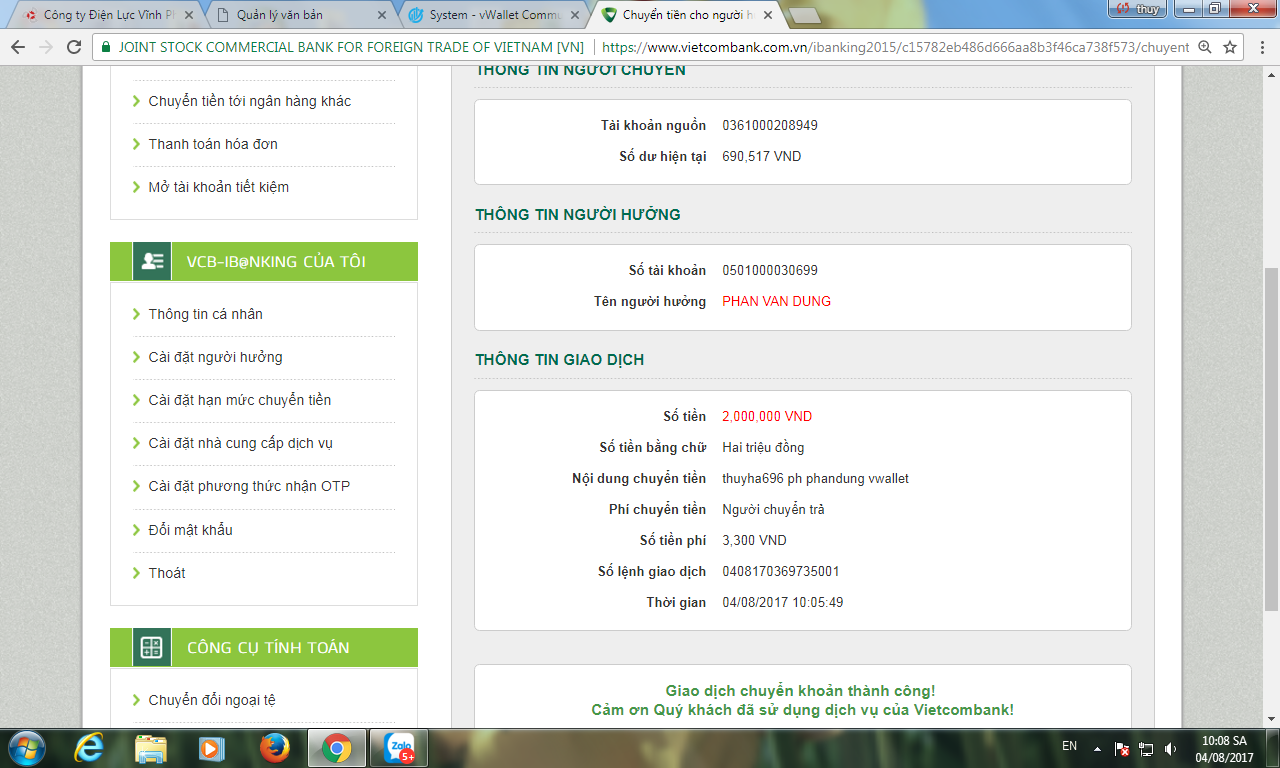 Công ty Điện Lực Vĩnh Ph
Quản lý văn bản
System - vWallet Commu
Chuyển tiền cho người h
thuy
JOINT STOCK COMMERCIAL BANK FOR FOREIGN TRADE OF VIETNAM [VN]
https://www.vietcombank.com.vn/ibanking2015/c15782eb486d666aa8b3f46ca738f573/chuyent
Chuyển tiền tới ngân hàng khác
Thanh toán hóa đơn
Mở tài khoản tiết kiệm
VCB-IB@NKING CỦA TÔI
Thông tin cá nhân
Cài đặt người hưởng
Cài đặt hạn mức chuyển tiền
Cài đặt nhà cung cấp dịch vụ
Cài đặt phương thức nhận OTP
Đổi mật khẩu
Thoát
CÔNG CỤ TÍNH TOÁN
Chuyển đổi ngoại tệ
THÔNG TIN NGƯỜI CHUYỂN
Tài khoản nguồn 0361000208949
Số dư hiện tại 690,517 VND
THÔNG TIN NGƯỜI HƯỞNG
Số tài khoản 0501000030699
Tên người hưởng PHAN VAN DUNG
THÔNG TIN GIAO DỊCH
Số tiền 2,000,000 VND
Số tiền bằng chữ Hai triệu đồng
Nội dung chuyển tiền thuyha696 ph phandung vwallet
Phí chuyển tiền Người chuyển trả
Số tiền phí 3,300 VND
Số lệnh giao dịch 0408170369735001
Thời gian 04/08/2017 10:05:49
Giao dịch chuyển khoản thành công!
Cảm ơn Quý khách đã sử dụng dịch vụ của Vietcombank!
Zalo
5+
EN
10:08 SA
04/08/2017